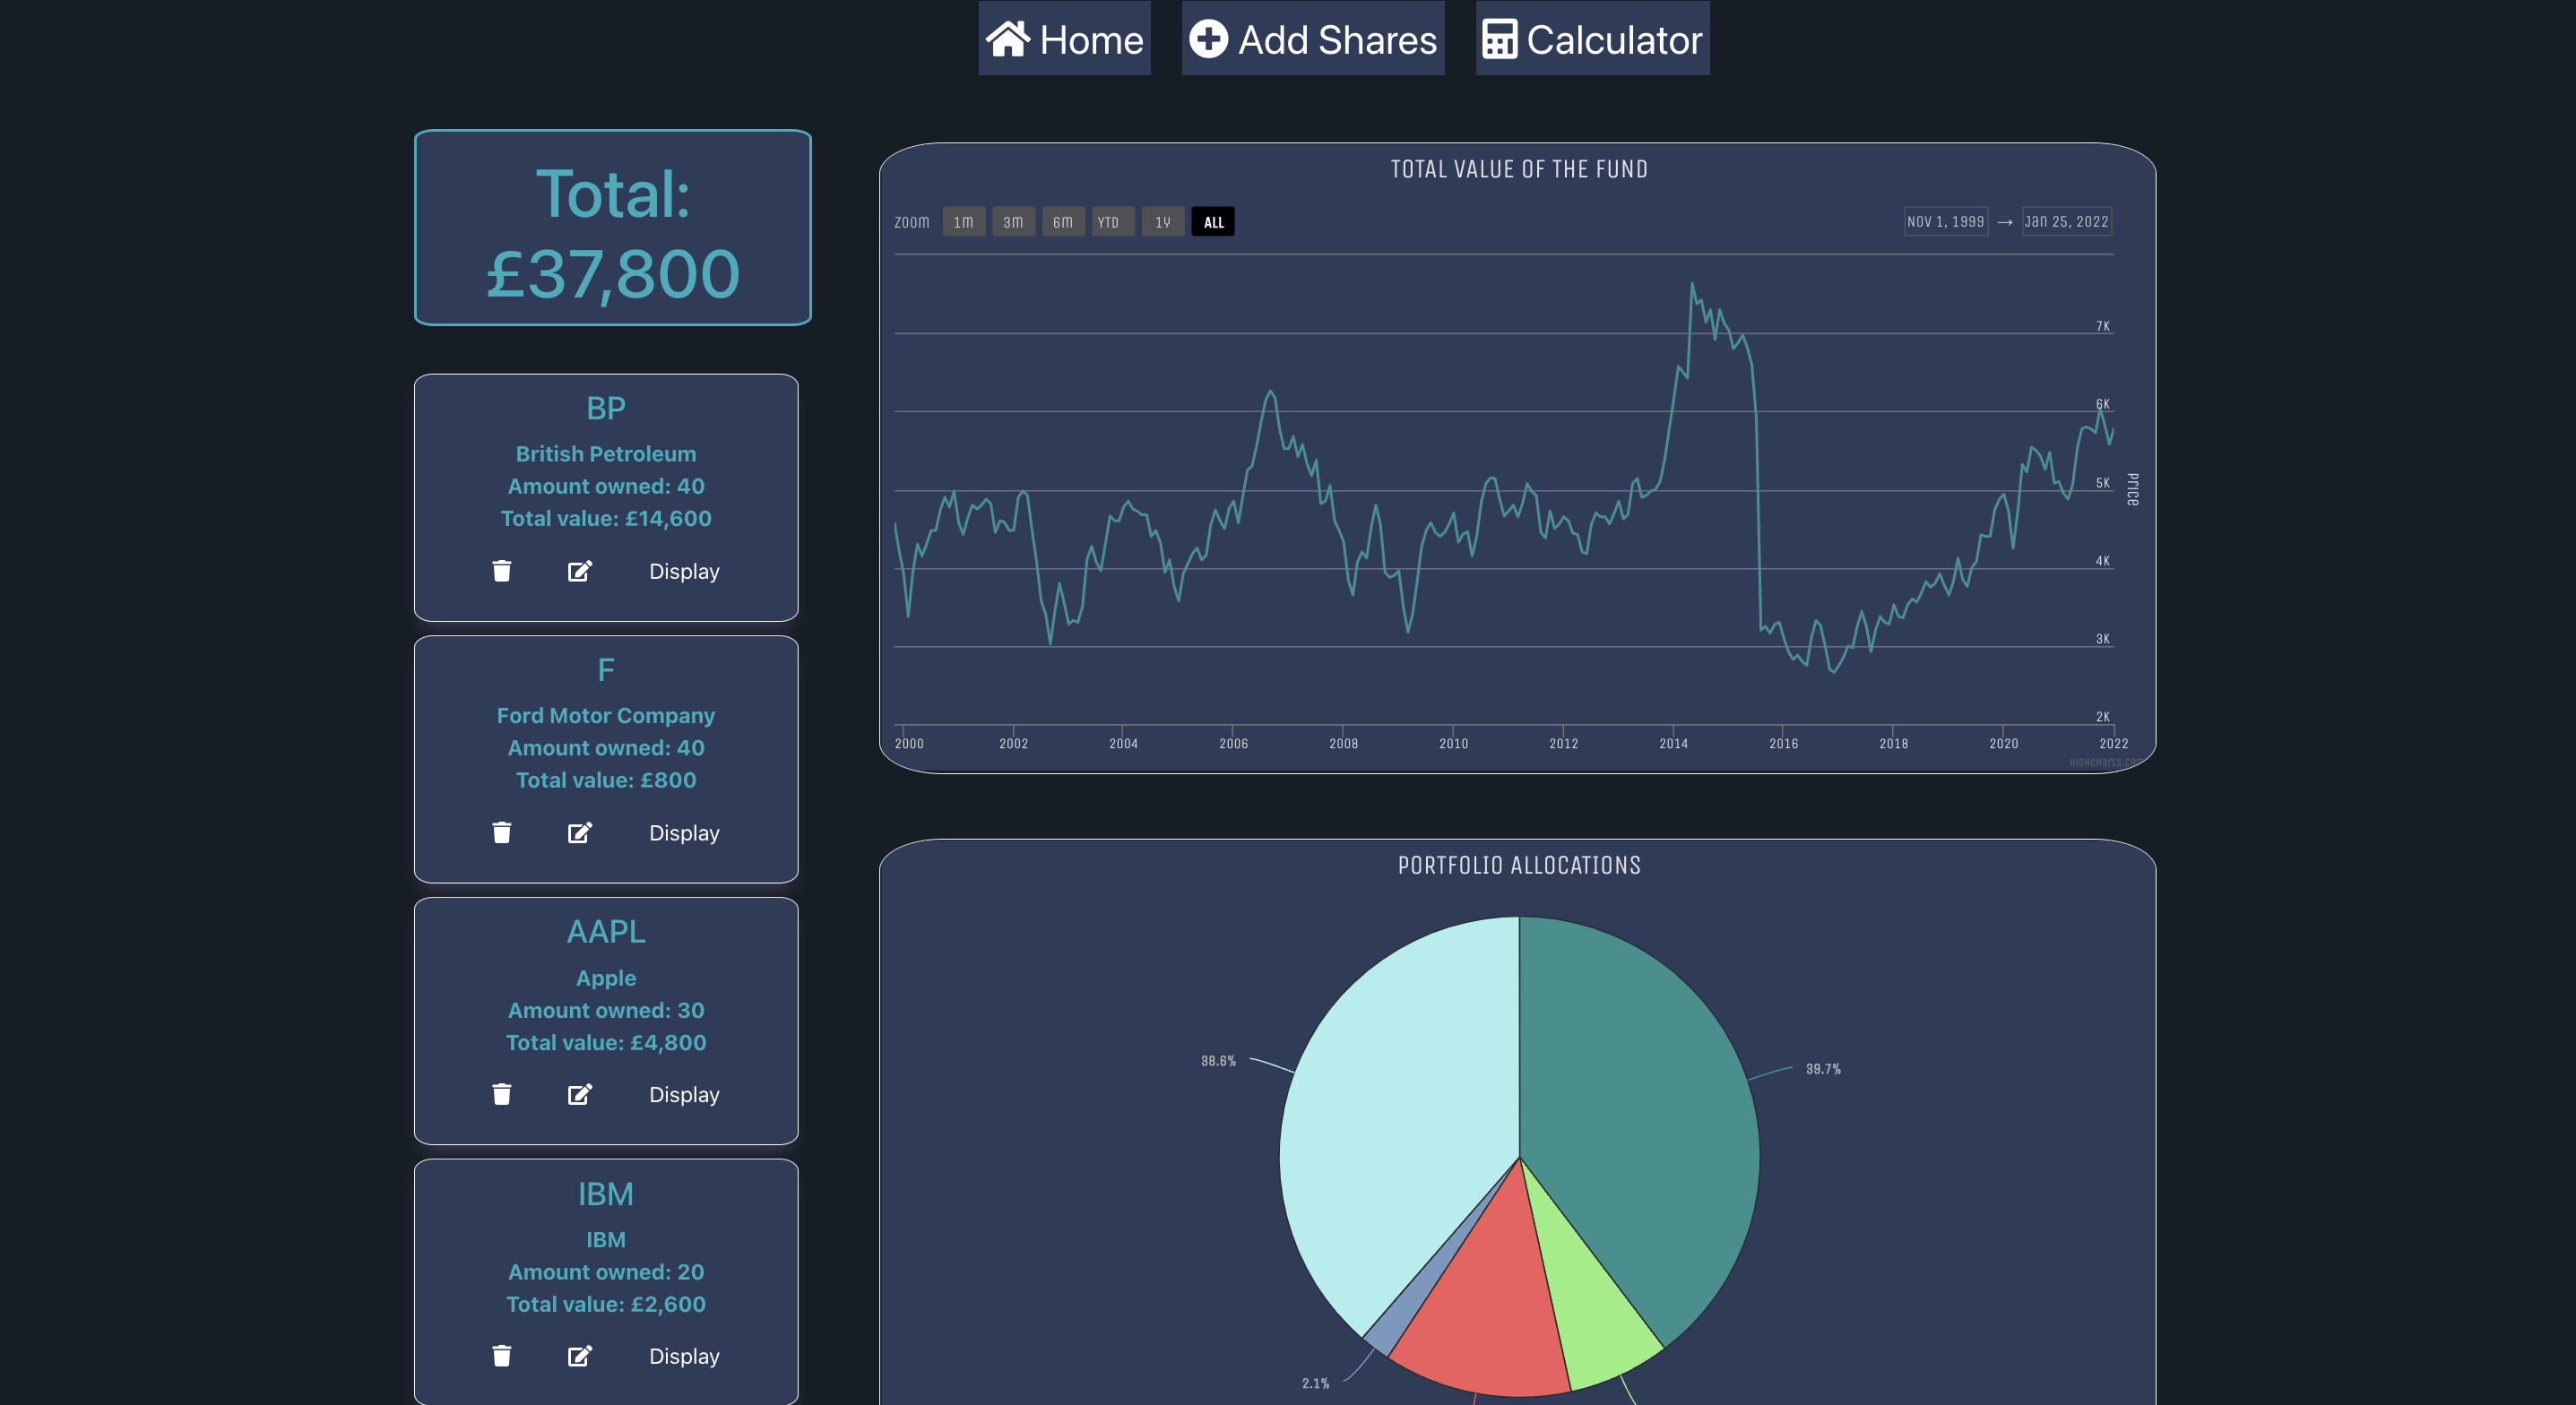 Home
Add Shares
Calculator
Total:
£37,800
BP
British Petroleum
Amount owned: 40
Total value: £14,600
Display
F
Ford Motor Company
Amount owned: 40
Total value: £800
Display
AAPL
Apple
Amount owned: 30
Total value: £4,800
Display
IBM
IBM
Amount owned: 20
Total value: £2,600
Display
TOTAL VALUE OF THE FUND
ZOOM 1M 3M 6M YTD 1Y ALL
NOV 1, 1999 → Jan 25, 2022
7K
6K
5K
4K
3K
2K
Price
2000 2002 2004 2006 2008 2010 2012 2014 2016 2018 2020 2022
Highcharts.com
PORTFOLIO ALLOCATIONS
38.6%
39.7%
2.1%